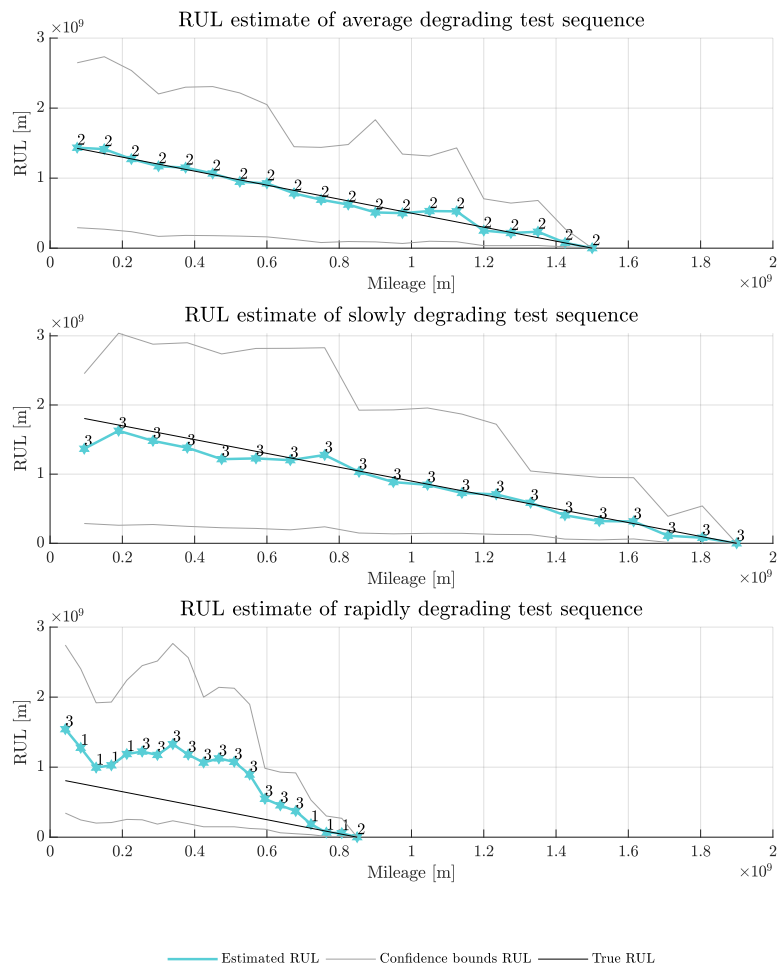 RUL estimate of average degrading test sequence
×10⁹
3
2
1
0
RUL [m]
2 2 2 2 2 2 2 2 2 2 2 2 2 2 2 2 2 2 2 2
0 0.2 0.4 0.6 0.8 1 1.2 1.4 1.6 1.8 2
Mileage [m]
×10⁹
RUL estimate of slowly degrading test sequence
×10⁹
3
2
1
0
RUL [m]
3 3 3 3 3 3 3 3 3 3 3 3 3 3 3 3 3 3 3 3
0 0.2 0.4 0.6 0.8 1 1.2 1.4 1.6 1.8 2
Mileage [m]
×10⁹
RUL estimate of rapidly degrading test sequence
×10⁹
3
2
1
0
RUL [m]
3 1 1 1 1 3 3 3 3 3 3 3 3 3 3 3 1 1 1 2
0 0.2 0.4 0.6 0.8 1 1.2 1.4 1.6 1.8 2
Mileage [m]
×10⁹
Estimated RUL Confidence bounds RUL True RUL